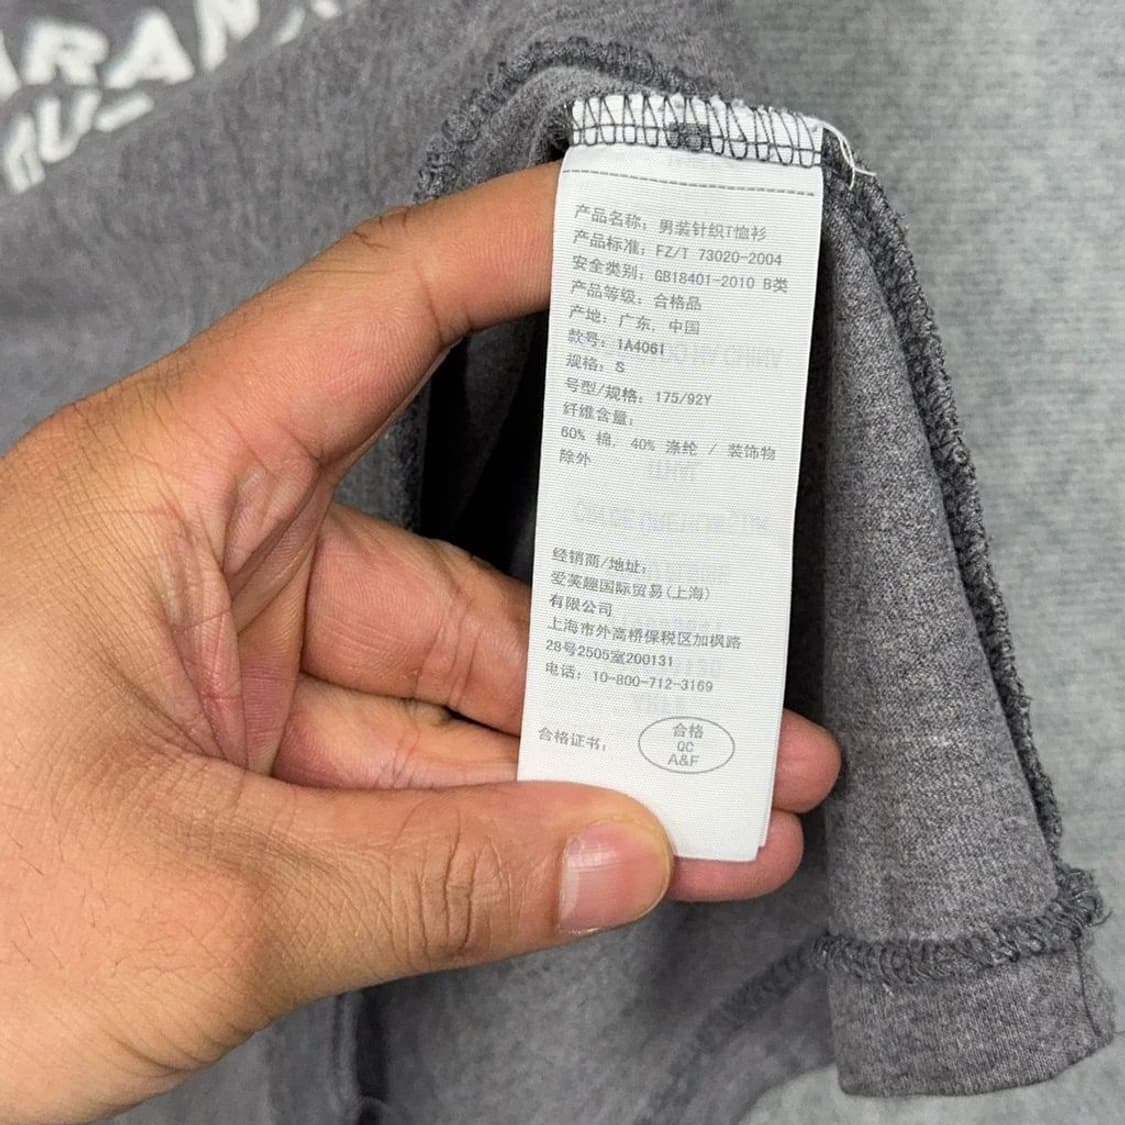 产品名称: 男装针织T恤衫
产品标准: FZ/T 73020-2004
安全类别: GB18401-2010 B类
产品等级: 合格品
产地: 广东, 中国
款号: 1A4061
规格: S
号型/规格: 175/92Y
纤维含量:
60% 棉, 40% 涤纶 / 装饰物
除外
经销商/地址:
爱芙趣国际贸易(上海)
有限公司
上海市外高桥保税区加枫路
28号2505室200131
电话: 10-800-712-3169
合格证书:
合格
QC
A&F